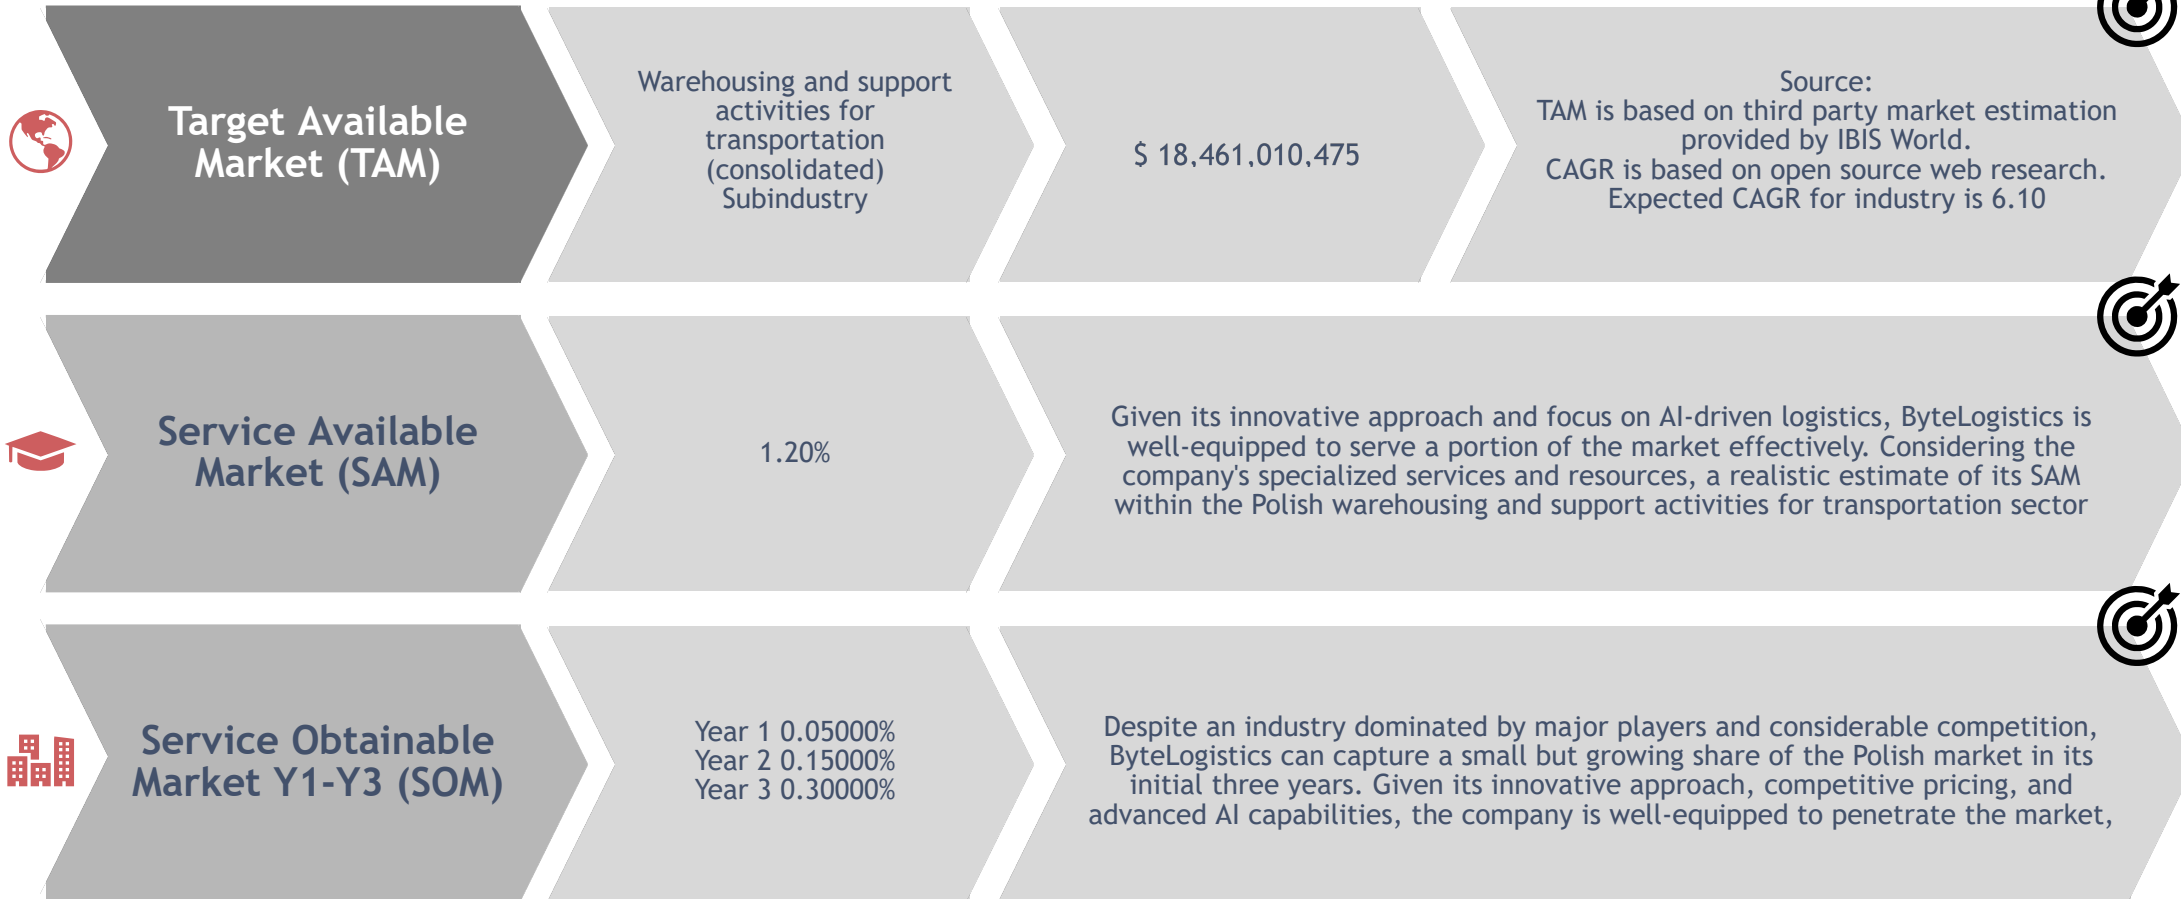 Target Available
Market (TAM)
Warehousing and support
activities for
transportation
(consolidated)
Subindustry
$ 18,461,010,475
Source:
TAM is based on third party market estimation
provided by IBIS World.
CAGR is based on open source web research.
Expected CAGR for industry is 6.10
Service Available
Market (SAM)
1.20%
Given its innovative approach and focus on AI-driven logistics, ByteLogistics is
well-equipped to serve a portion of the market effectively. Considering the
company's specialized services and resources, a realistic estimate of its SAM
within the Polish warehousing and support activities for transportation sector
Service Obtainable
Market Y1-Y3 (SOM)
Year 1 0.05000%
Year 2 0.15000%
Year 3 0.30000%
Despite an industry dominated by major players and considerable competition,
ByteLogistics can capture a small but growing share of the Polish market in its
initial three years. Given its innovative approach, competitive pricing, and
advanced AI capabilities, the company is well-equipped to penetrate the market,